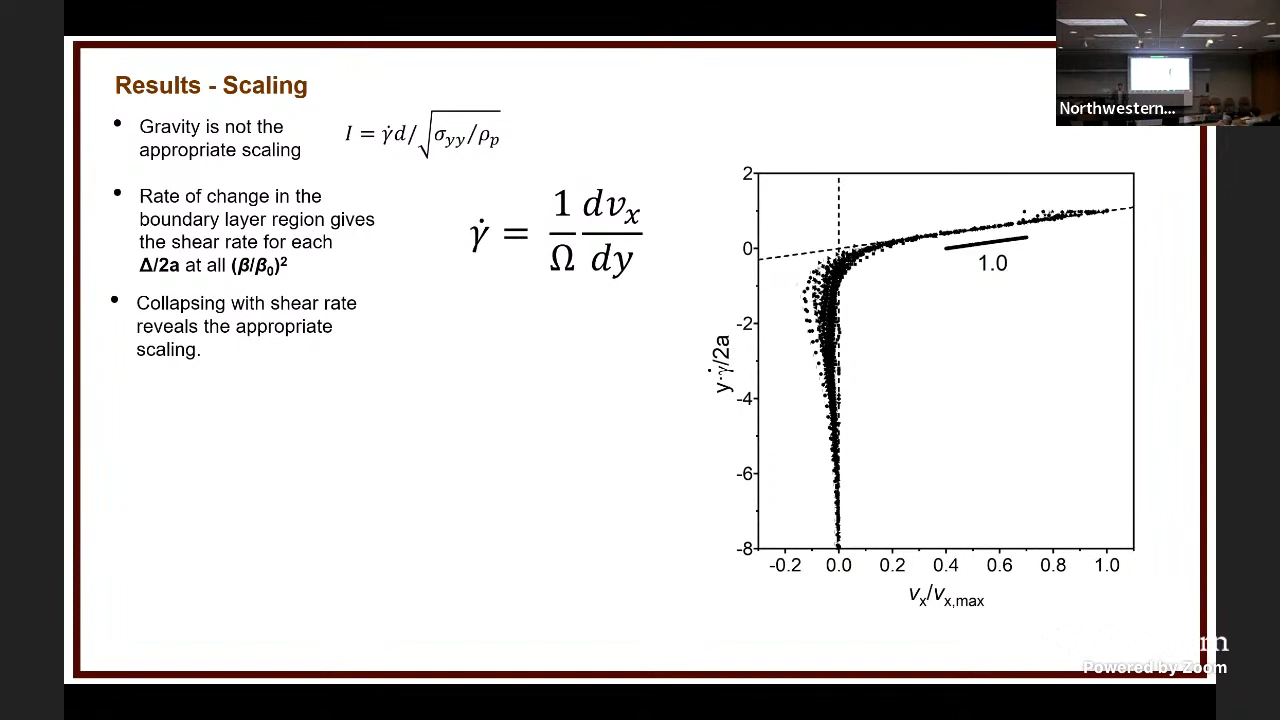 Results - Scaling
• Gravity is not the
appropriate scaling
I = γ̇d/√σyy/ρp
• Rate of change in the
boundary layer region gives
the shear rate for each
Δ/2a at all (β/β₀)²
γ̇ = 1/Ω dvₓ/dy
• Collapsing with shear rate
reveals the appropriate
scaling.
2
0
-2
-4
-6
-8
y·γ̇/2a
1.0
-0.2 0.0 0.2 0.4 0.6 0.8 1.0
vₓ/vₓ,max
Northwestern...
Powered by Zoom